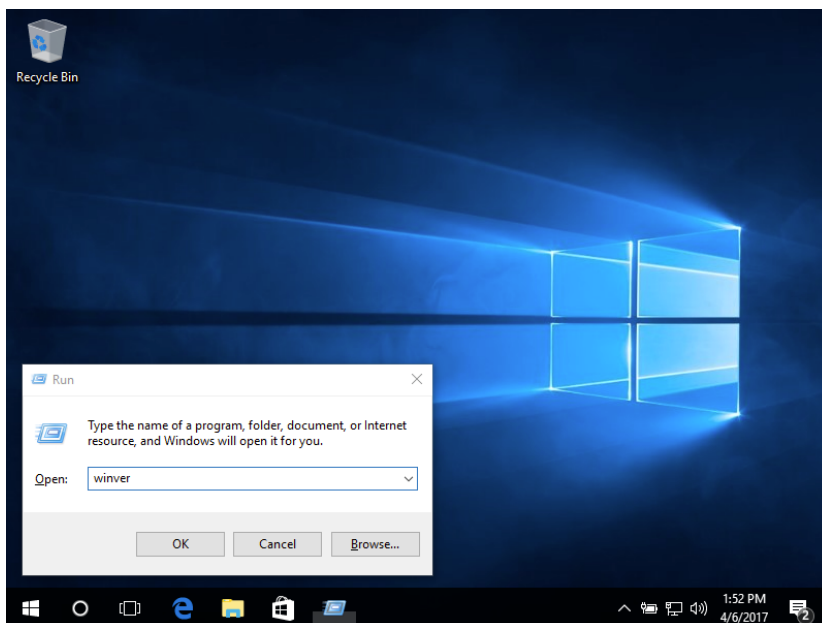 Recycle Bin
Run
Type the name of a program, folder, document, or Internet
resource, and Windows will open it for you.
Open: winver
OK Cancel Browse...
1:52 PM
4/6/2017
2